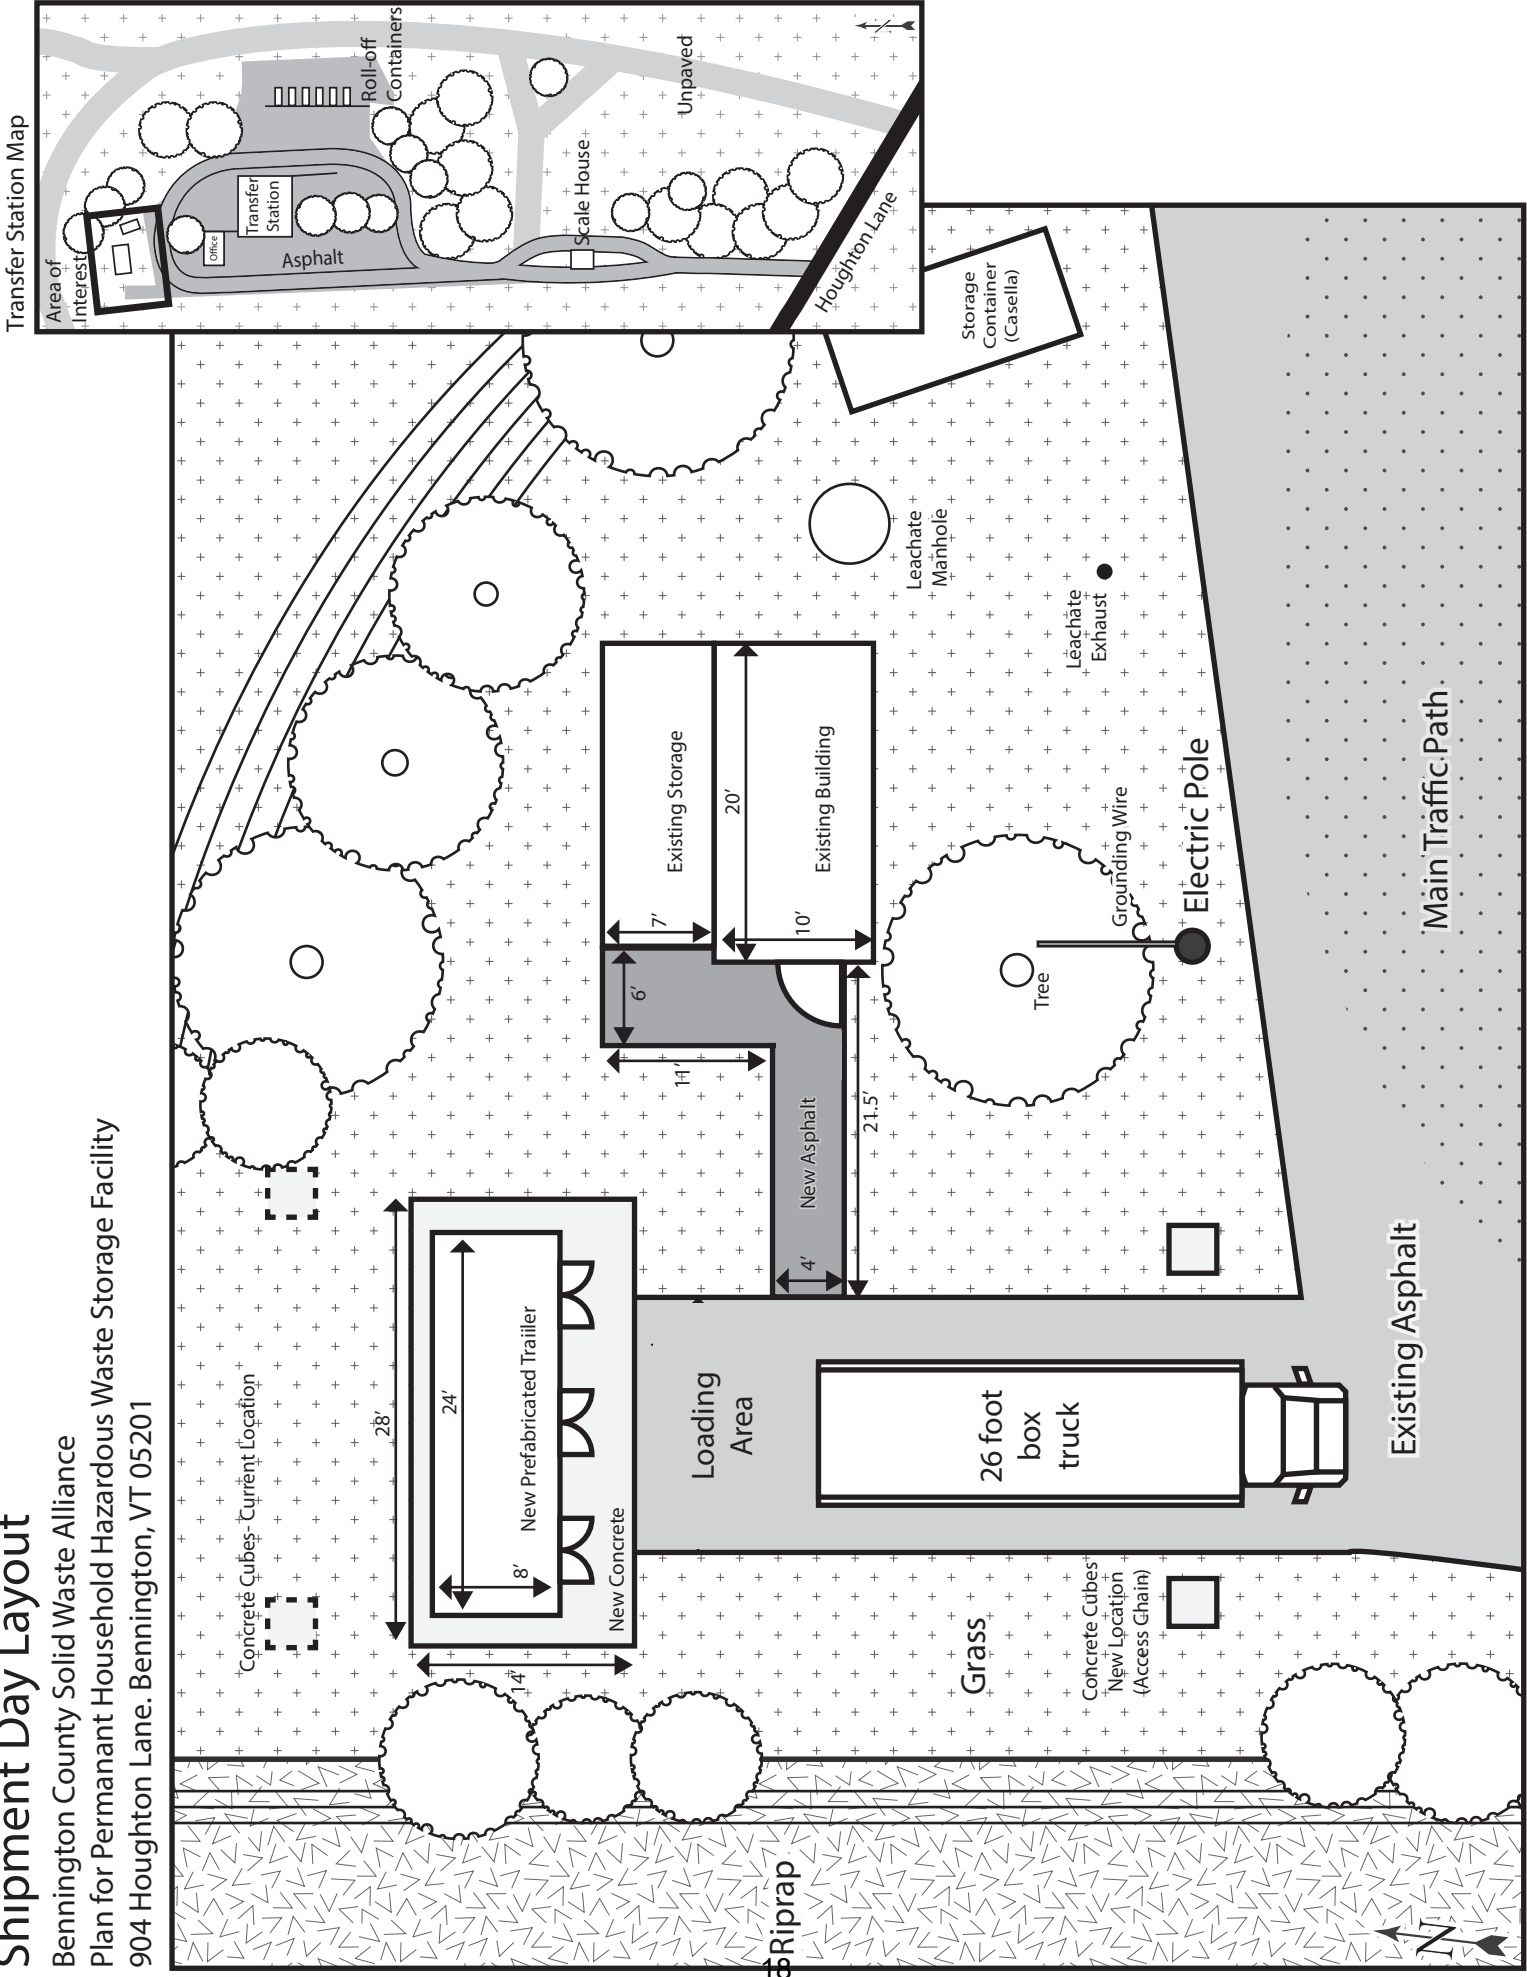 Shipment Day Layout
Bennington County Solid Waste Alliance
Plan for Permanant Household Hazardous Waste Storage Facility
904 Houghton Lane. Bennington, VT 05201
Transfer Station Map
Area of
Interest
Office
Transfer
Station
Asphalt
Roll-off
Containers
Scale House
Unpaved
Houghton Lane
N
Concrete Cubes- Current Location
28'
24'
8'
New Prefabricated Trailler
New Concrete
14'
Loading
Area
26 foot
box
truck
Existing Storage
7'
20'
10'
Existing Building
6'
11'
New Asphalt
4'
21.5'
Tree
Grounding Wire
Electric Pole
Leachate
Manhole
Leachate
Exhaust
Storage
Container
(Casella)
Grass
Concrete Cubes
New Location
(Access Chain)
Existing Asphalt
Main Traffic Path
Riprap
18
N